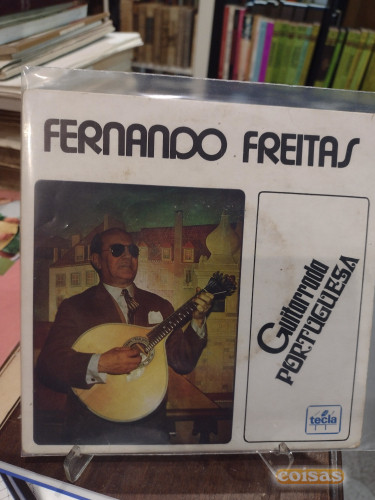 FERNANDO FREITAS
Guitarrada
PORTUGUESA
tecla
coisas